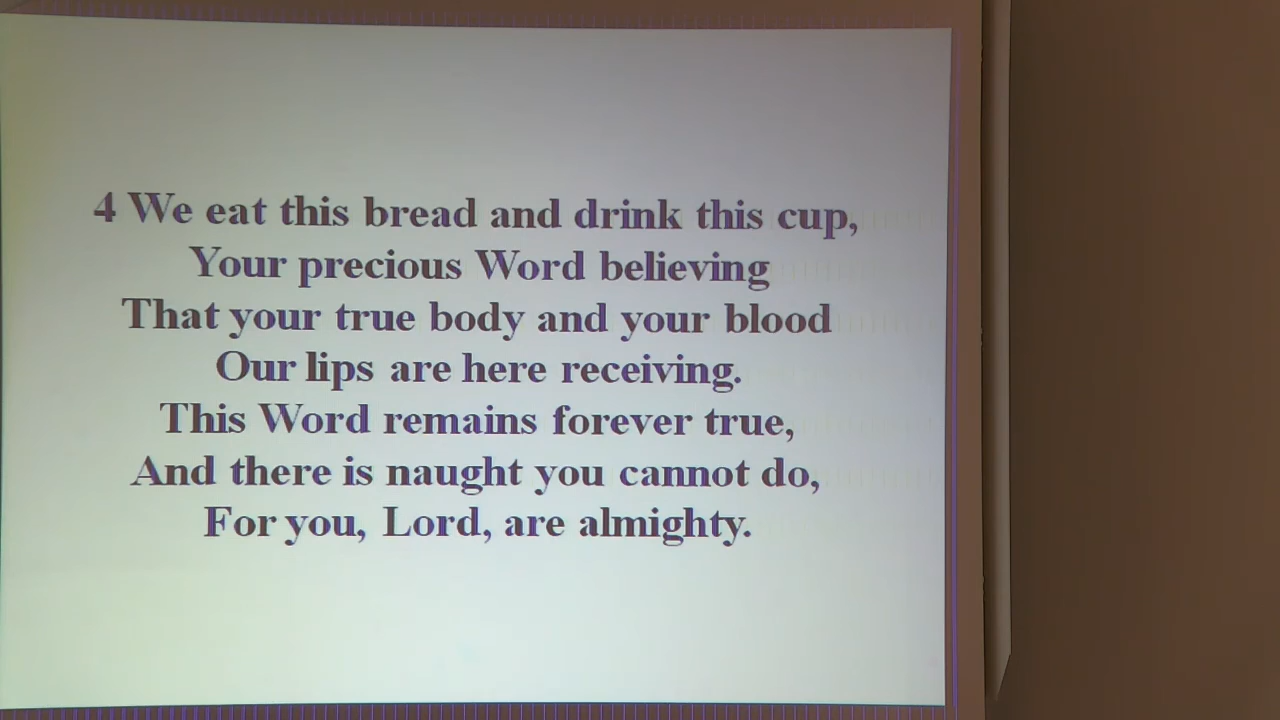 4 We eat this bread and drink this cup,
Your precious Word believing
That your true body and your blood
Our lips are here receiving.
This Word remains forever true,
And there is naught you cannot do,
For you, Lord, are almighty.